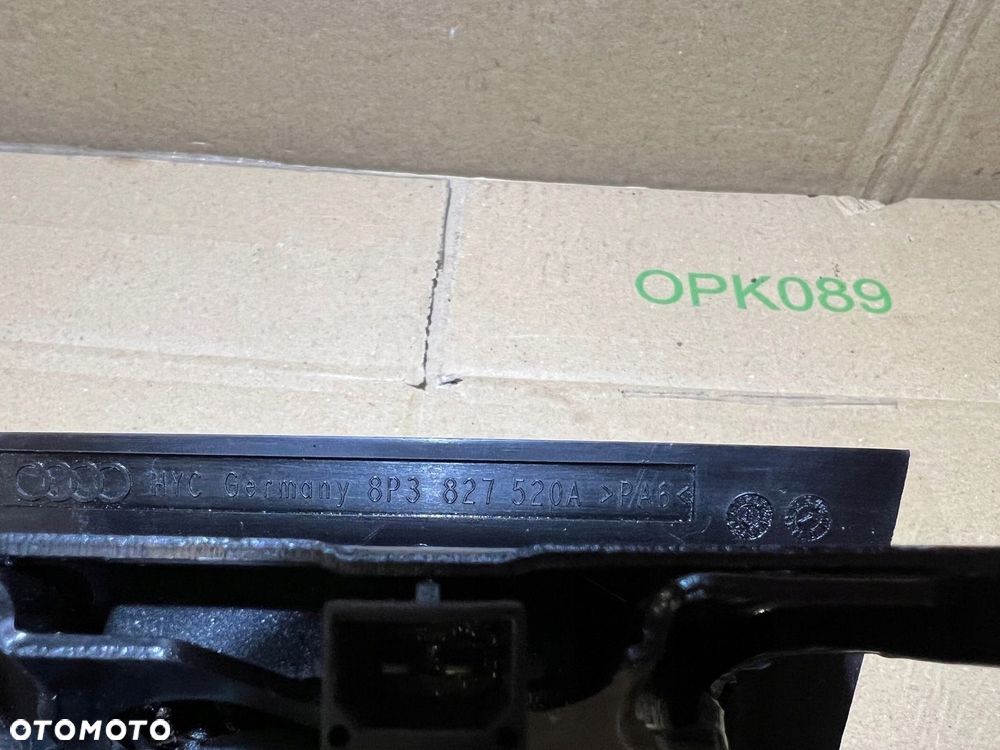 OPK089
HYC Germany 8P3 827 520A >PA6<
OTOMOTO